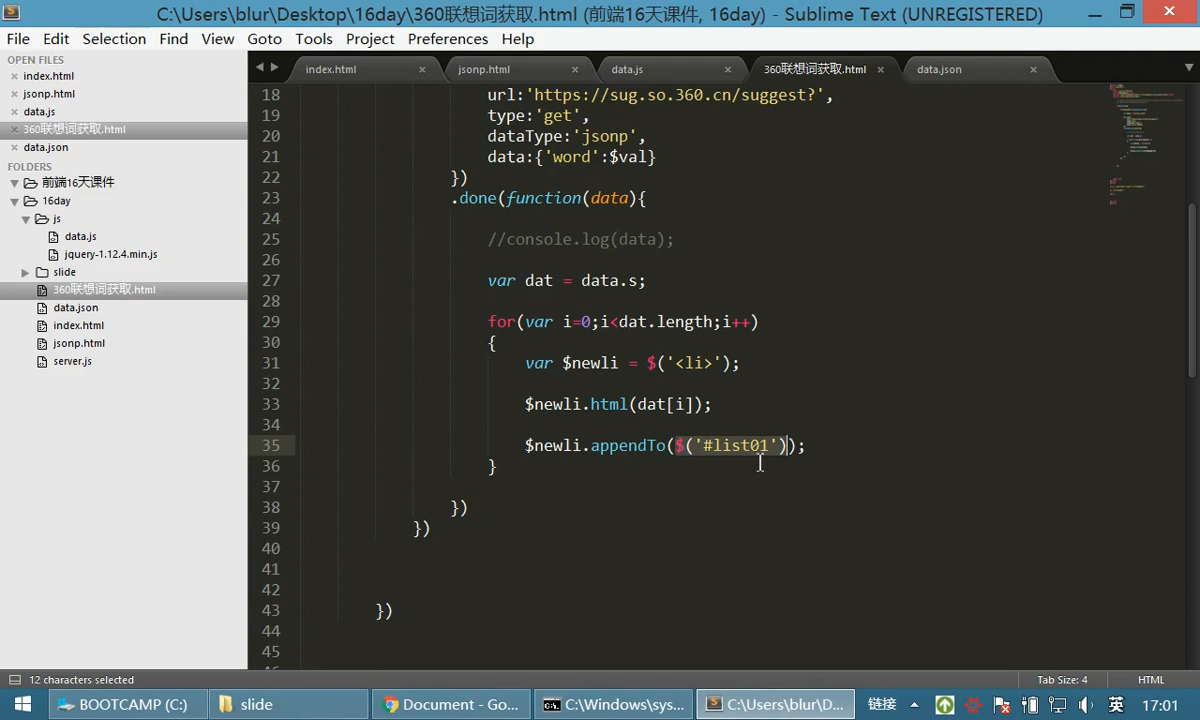 C:\Users\blur\Desktop\16day\360联想词获取.html (前端16天课件, 16day) - Sublime Text (UNREGISTERED)
File Edit Selection Find View Goto Tools Project Preferences Help
OPEN FILES
index.html
jsonp.html
data.js
360联想词获取.html
data.json
FOLDERS
前端16天课件
16day
js
data.js
jquery-1.12.4.min.js
slide
360联想词获取.html
data.json
index.html
jsonp.html
server.js
index.html jsonp.html data.js 360联想词获取.html data.json
18 url:'https://sug.so.360.cn/suggest?',
19 type:'get',
20 dataType:'jsonp',
21 data:{'word':$val}
22 })
23 .done(function(data){
24
25 //console.log(data);
26
27 var dat = data.s;
28
29 for(var i=0;i<dat.length;i++)
30 {
31 var $newli = $('<li>');
32
33 $newli.html(dat[i]);
34
35 $newli.appendTo($('#list01'));
36 }
37
38 })
39 })
40
41
42
43 })
44
45
12 characters selected Tab Size: 4 HTML
BOOTCAMP (C:) slide Document - Go... C:\Windows\sys... C:\Users\blur\D... 链接 英 17:01